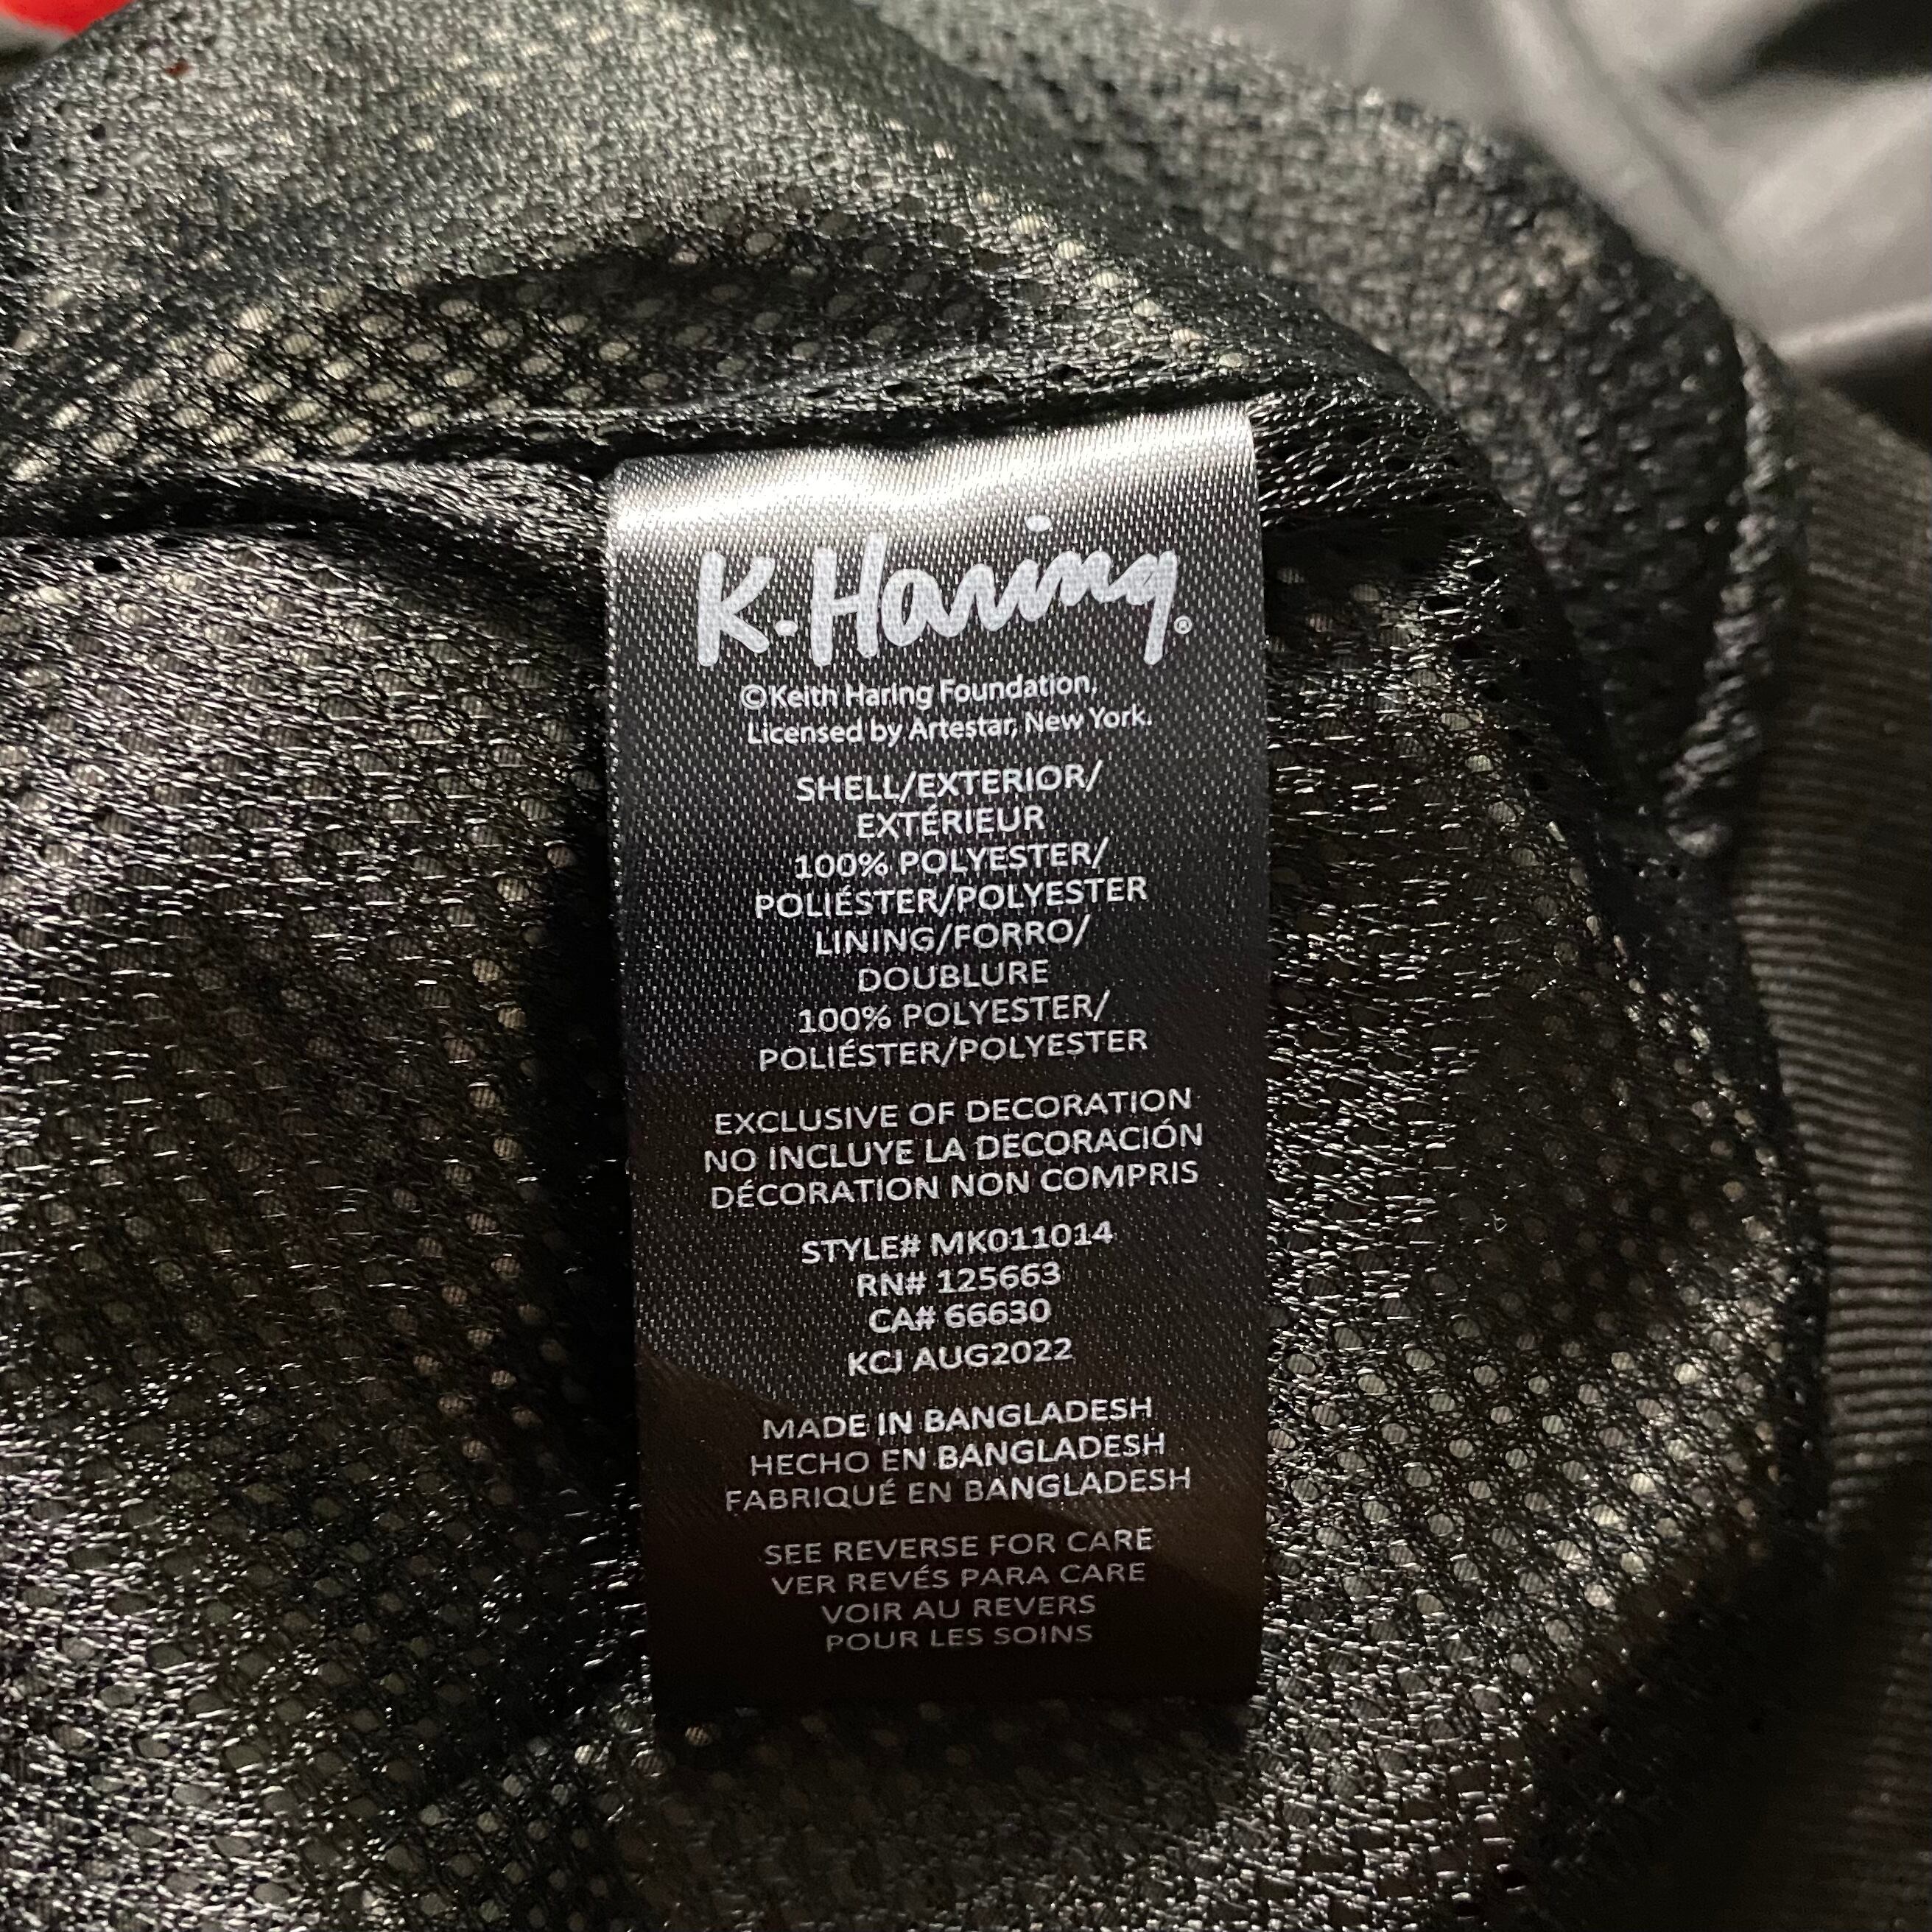 K.Haring®
©Keith Haring Foundation,
Licensed by Artestar, New York.
SHELL/EXTERIOR/
EXTÉRIEUR
100% POLYESTER/
POLIÉSTER/POLYESTER
LINING/FORRO/
DOUBLURE
100% POLYESTER/
POLIÉSTER/POLYESTER
EXCLUSIVE OF DECORATION
NO INCLUYE LA DECORACIÓN
DÉCORATION NON COMPRIS
STYLE# MK011014
RN# 125663
CA# 66630
KCJ AUG2022
MADE IN BANGLADESH
HECHO EN BANGLADESH
FABRIQUÉ EN BANGLADESH
SEE REVERSE FOR CARE
VER REVÉS PARA CARE
VOIR AU REVERS
POUR LES SOINS